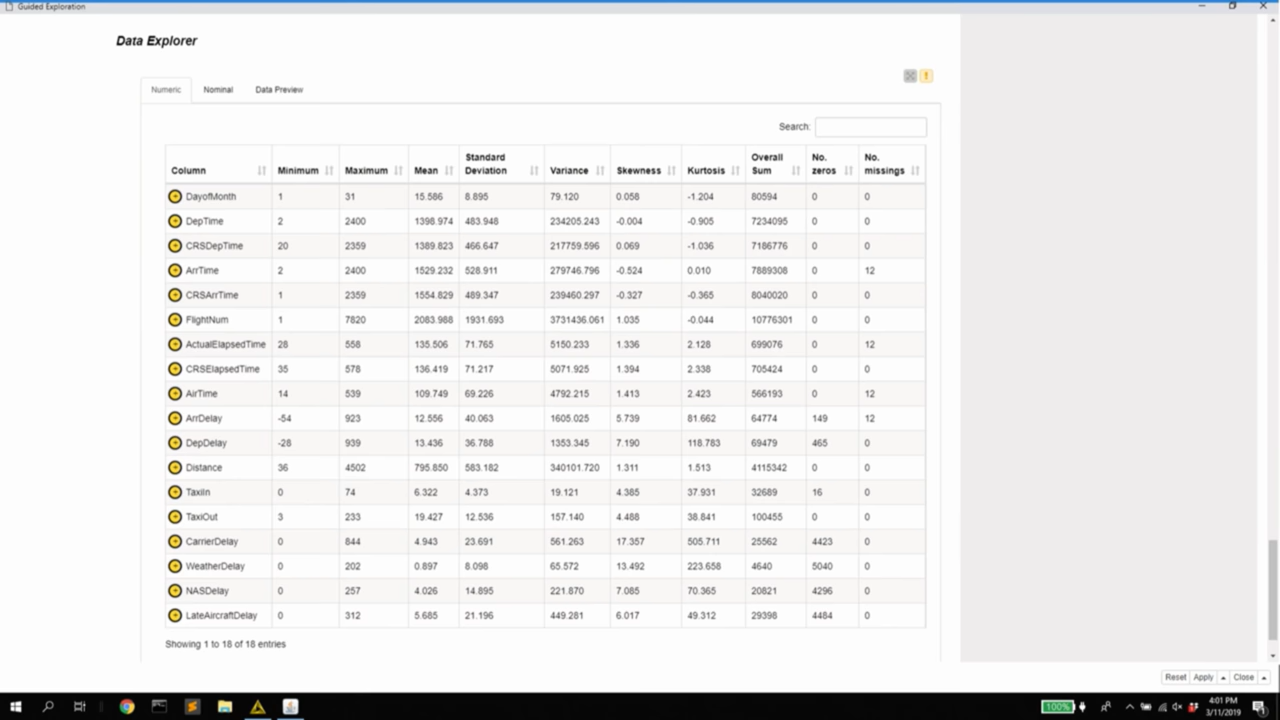 Guided Exploration
Data Explorer
Numeric Nominal Data Preview
Search:
Column Minimum Maximum Mean Standard Deviation Variance Skewness Kurtosis Overall Sum No. zeros No. missings
DayofMonth 1 31 15.586 8.895 79.120 0.058 -1.204 80594 0 0
DepTime 2 2400 1398.974 483.948 234205.243 -0.004 -0.905 7234095 0 0
CRSDepTime 20 2359 1389.823 466.647 217759.596 0.069 -1.036 7186776 0 0
ArrTime 2 2400 1529.232 528.911 279746.796 -0.524 0.010 7889308 0 12
CRSArrTime 1 2359 1554.829 489.347 239460.297 -0.327 -0.365 8040020 0 0
FlightNum 1 7820 2083.988 1931.693 3731436.061 1.035 -0.044 10776301 0 0
ActualElapsedTime 28 558 135.506 71.765 5150.233 1.336 2.128 699076 0 12
CRSElapsedTime 35 578 136.419 71.217 5071.925 1.394 2.338 705424 0 0
AirTime 14 539 109.749 69.226 4792.215 1.413 2.423 566193 0 12
ArrDelay -54 923 12.556 40.063 1605.025 5.739 81.662 64774 149 12
DepDelay -28 939 13.436 36.788 1353.345 7.190 118.783 69479 465 0
Distance 36 4502 795.850 583.182 340101.720 1.311 1.513 4115342 0 0
TaxiIn 0 74 6.322 4.373 19.121 4.385 37.931 32689 16 0
TaxiOut 3 233 19.427 12.536 157.140 4.488 38.841 100455 0 0
CarrierDelay 0 844 4.943 23.691 561.263 17.357 505.711 25562 4423 0
WeatherDelay 0 202 0.897 8.098 65.572 13.492 223.658 4640 5040 0
NASDelay 0 257 4.026 14.895 221.870 7.085 70.365 20821 4296 0
LateAircraftDelay 0 312 5.685 21.196 449.281 6.017 49.312 29398 4484 0
Showing 1 to 18 of 18 entries
Reset Apply Close
100% 4:01 PM
3/11/2019